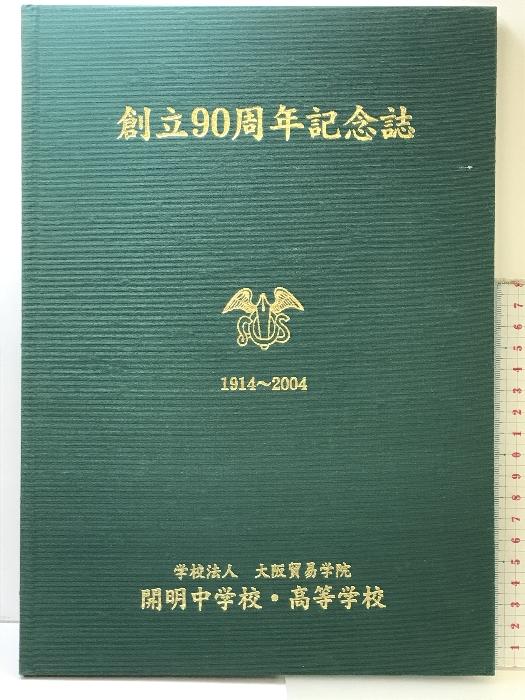 創立90周年記念誌
1914~2004
学校法人 大阪貿易学院
開明中学校・高等学校